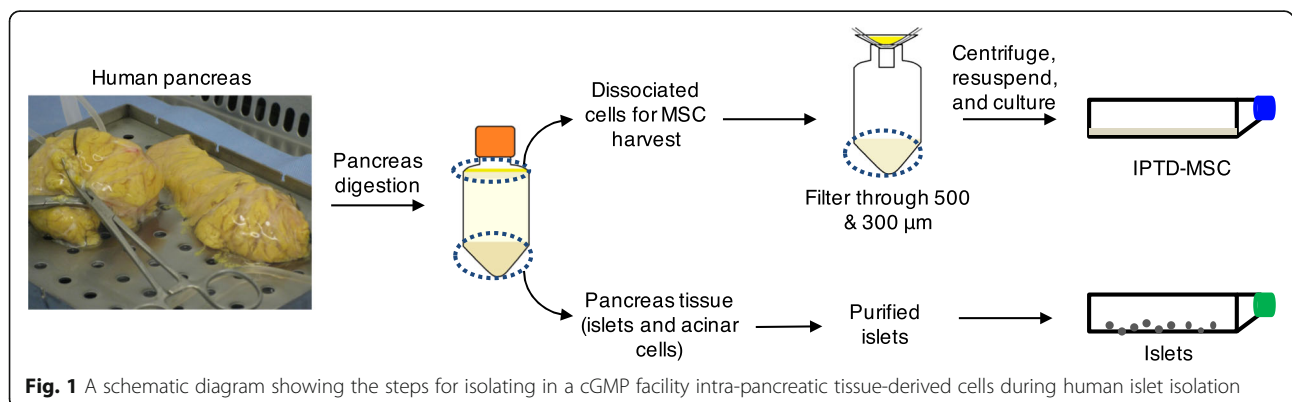 Human pancreas
Pancreas
digestion
Dissociated
cells for MSC
harvest
Filter through 500
& 300 µm
Centrifuge,
resuspend,
and culture
IPTD-MSC
Pancreas tissue
(islets and acinar
cells)
Purified
islets
Islets
Fig. 1 A schematic diagram showing the steps for isolating in a cGMP facility intra-pancreatic tissue-derived cells during human islet isolation